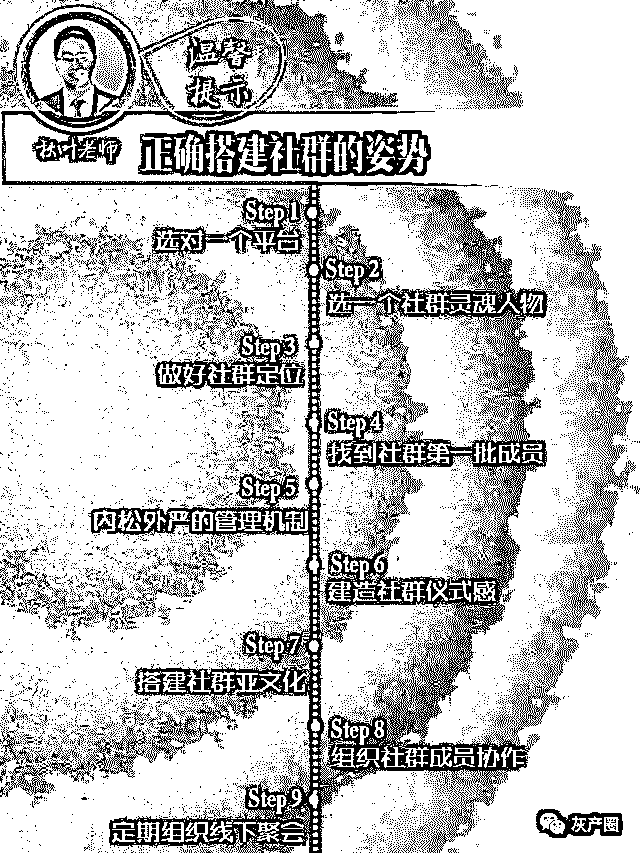 温馨
提示
秋叶老师
正确搭建社群的姿势
Step 1
选对一个平台
Step 2
选一个社群灵魂人物
Step 3
做好社群定位
Step 4
找到社群第一批成员
Step 5
内松外严的管理机制
Step 6
建造社群仪式感
Step 7
搭建社群亚文化
Step 8
组织社群成员协作
Step 9
定期组织线下聚会
灰产圈